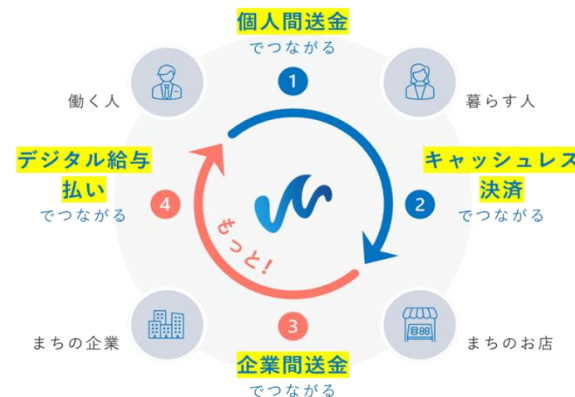 個人間送金
でつながる
1
働く人
暮らす人
デジタル給与
払い
でつながる
4
キャッシュレス
決済
でつながる
2
もっと!
3
まちの企業
まちのお店
企業間送金
でつながる